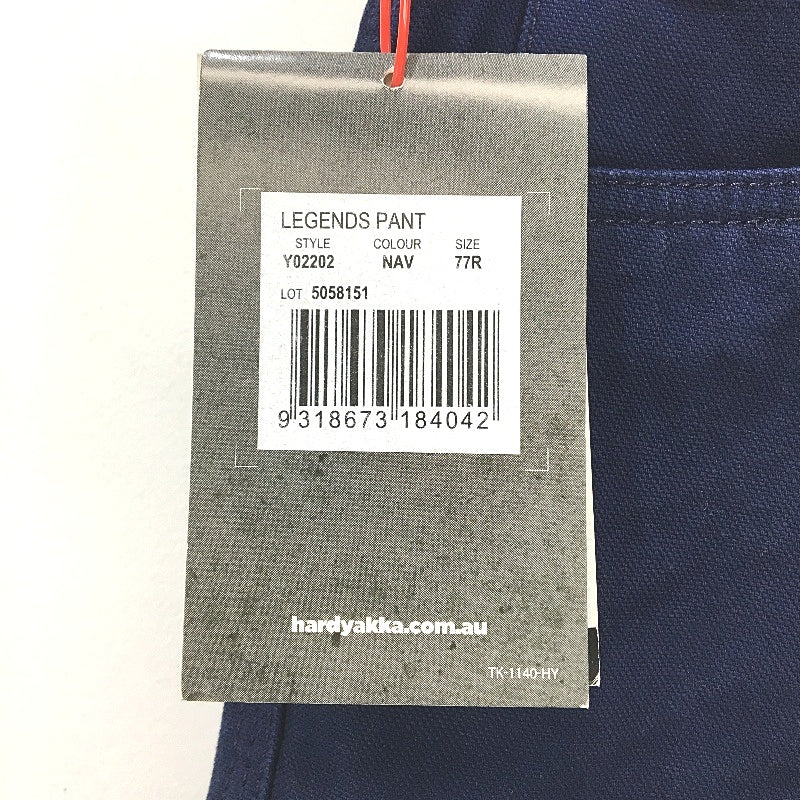 LEGENDS PANT
STYLE COLOUR SIZE
Y02202 NAV 77R
LOT 5058151
9 318673 184042
hardyakka.com.au
TK-1140-HY